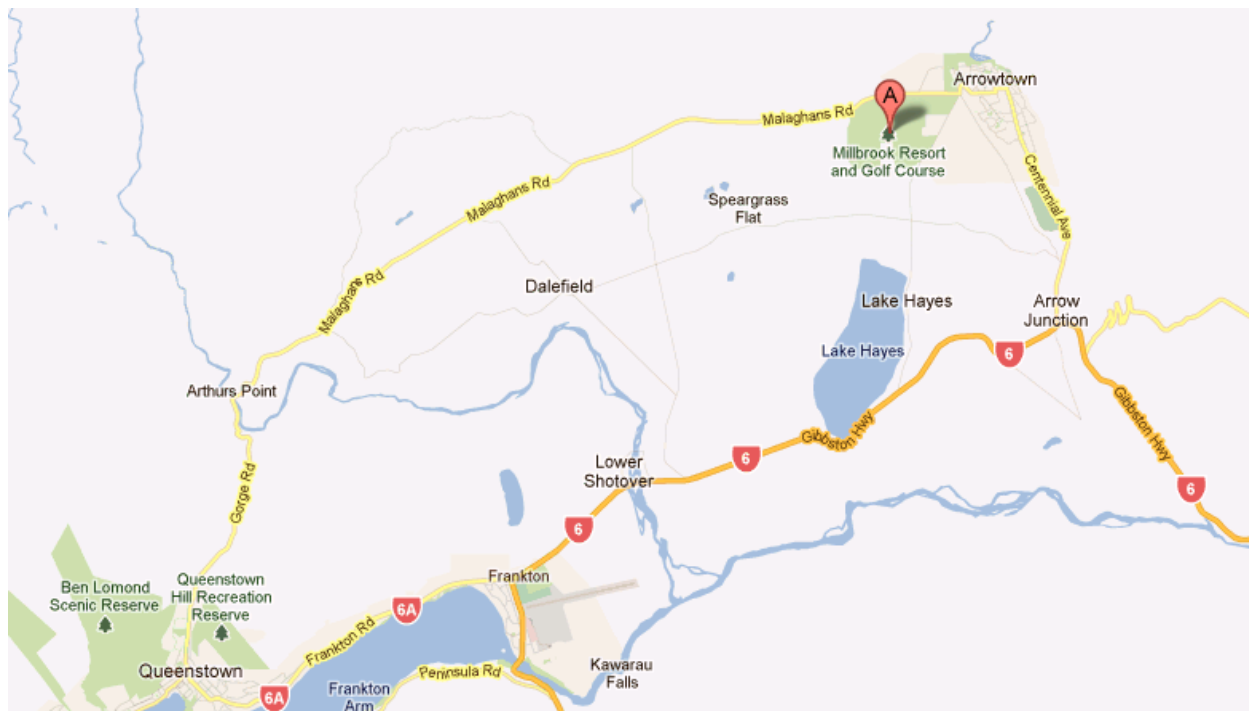 Arrowtown
A
Malaghans Rd
Millbrook Resort
and Golf Course
Centennial Ave
Malaghans Rd
Speargrass
Flat
Malaghans Rd
Dalefield
Lake Hayes
Arrow
Junction
Lake Hayes
6
Arthurs Point
Gibbston Hwy
Gibbston Hwy
6
Lower
Shotover
6
Gorge Rd
6
Frankton
Ben Lomond
Scenic Reserve
Queenstown
Hill Recreation
Reserve
6A
Frankton Rd
Queenstown
Peninsula Rd
Kawarau
Falls
6A
Frankton
Arm